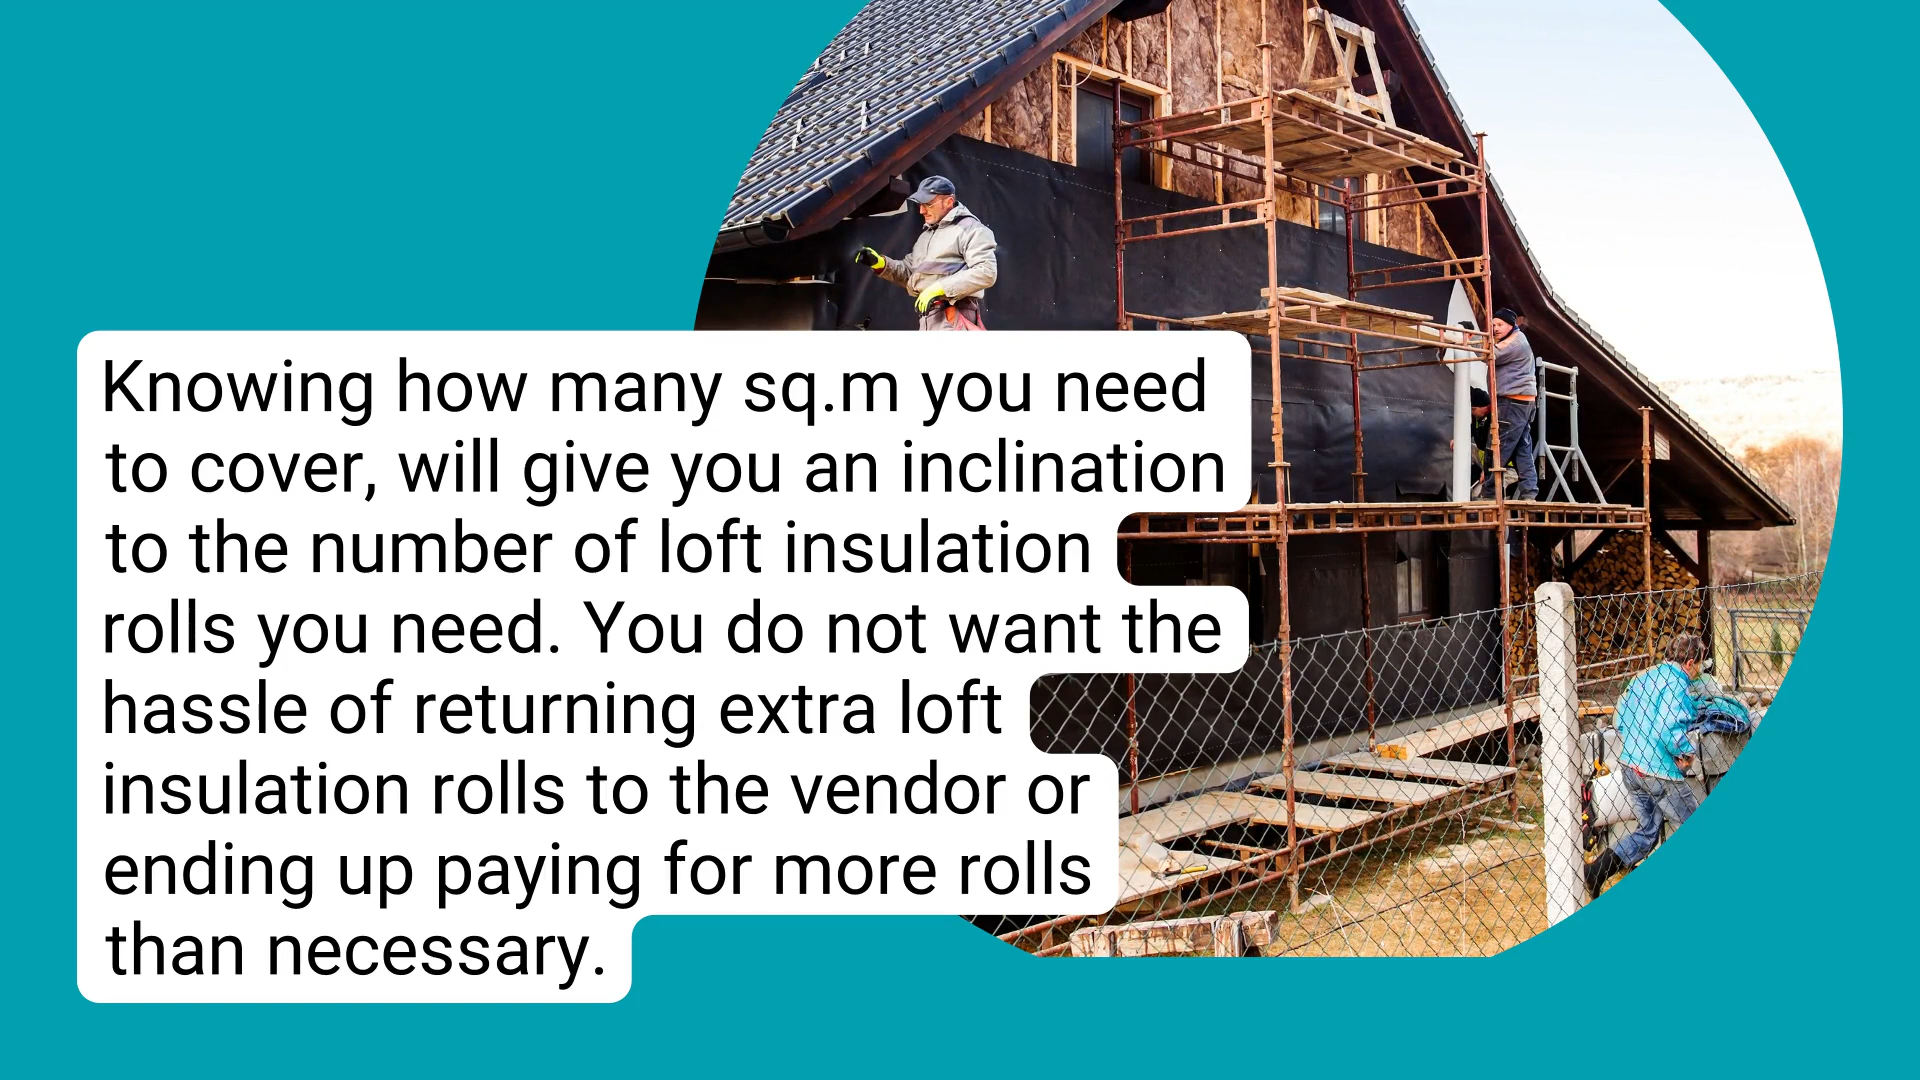 Knowing how many sq.m you need
to cover, will give you an inclination
to the number of loft insulation
rolls you need. You do not want the
hassle of returning extra loft
insulation rolls to the vendor or
ending up paying for more rolls
than necessary.